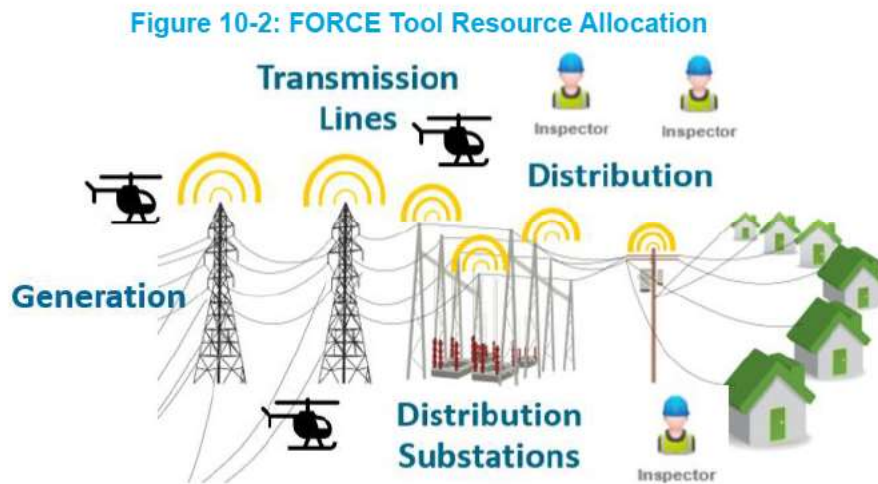 Figure 10-2: FORCE Tool Resource Allocation
Transmission
Lines
Inspector
Inspector
Distribution
Generation
Distribution
Substations
Inspector